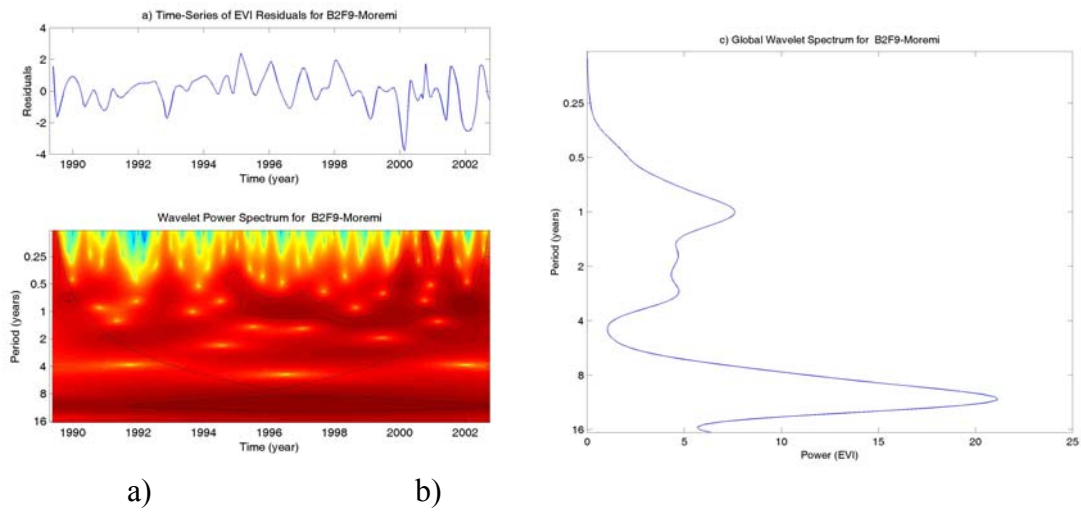 a) Time-Series of EVI Residuals for B2F9-Moremi
4
2
0
-2
-4
Residuals
1990 1992 1994 1996 1998 2000 2002
Time (year)
Wavelet Power Spectrum for B2F9-Moremi
0.25
0.5
1
2
4
8
16
Period (years)
1990 1992 1994 1996 1998 2000 2002
Time (year)
c) Global Wavelet Spectrum for B2F9-Moremi
0.25
0.5
1
2
4
8
16
Period (years)
0 5 10 15 20 25
Power (EVI)
a) b)